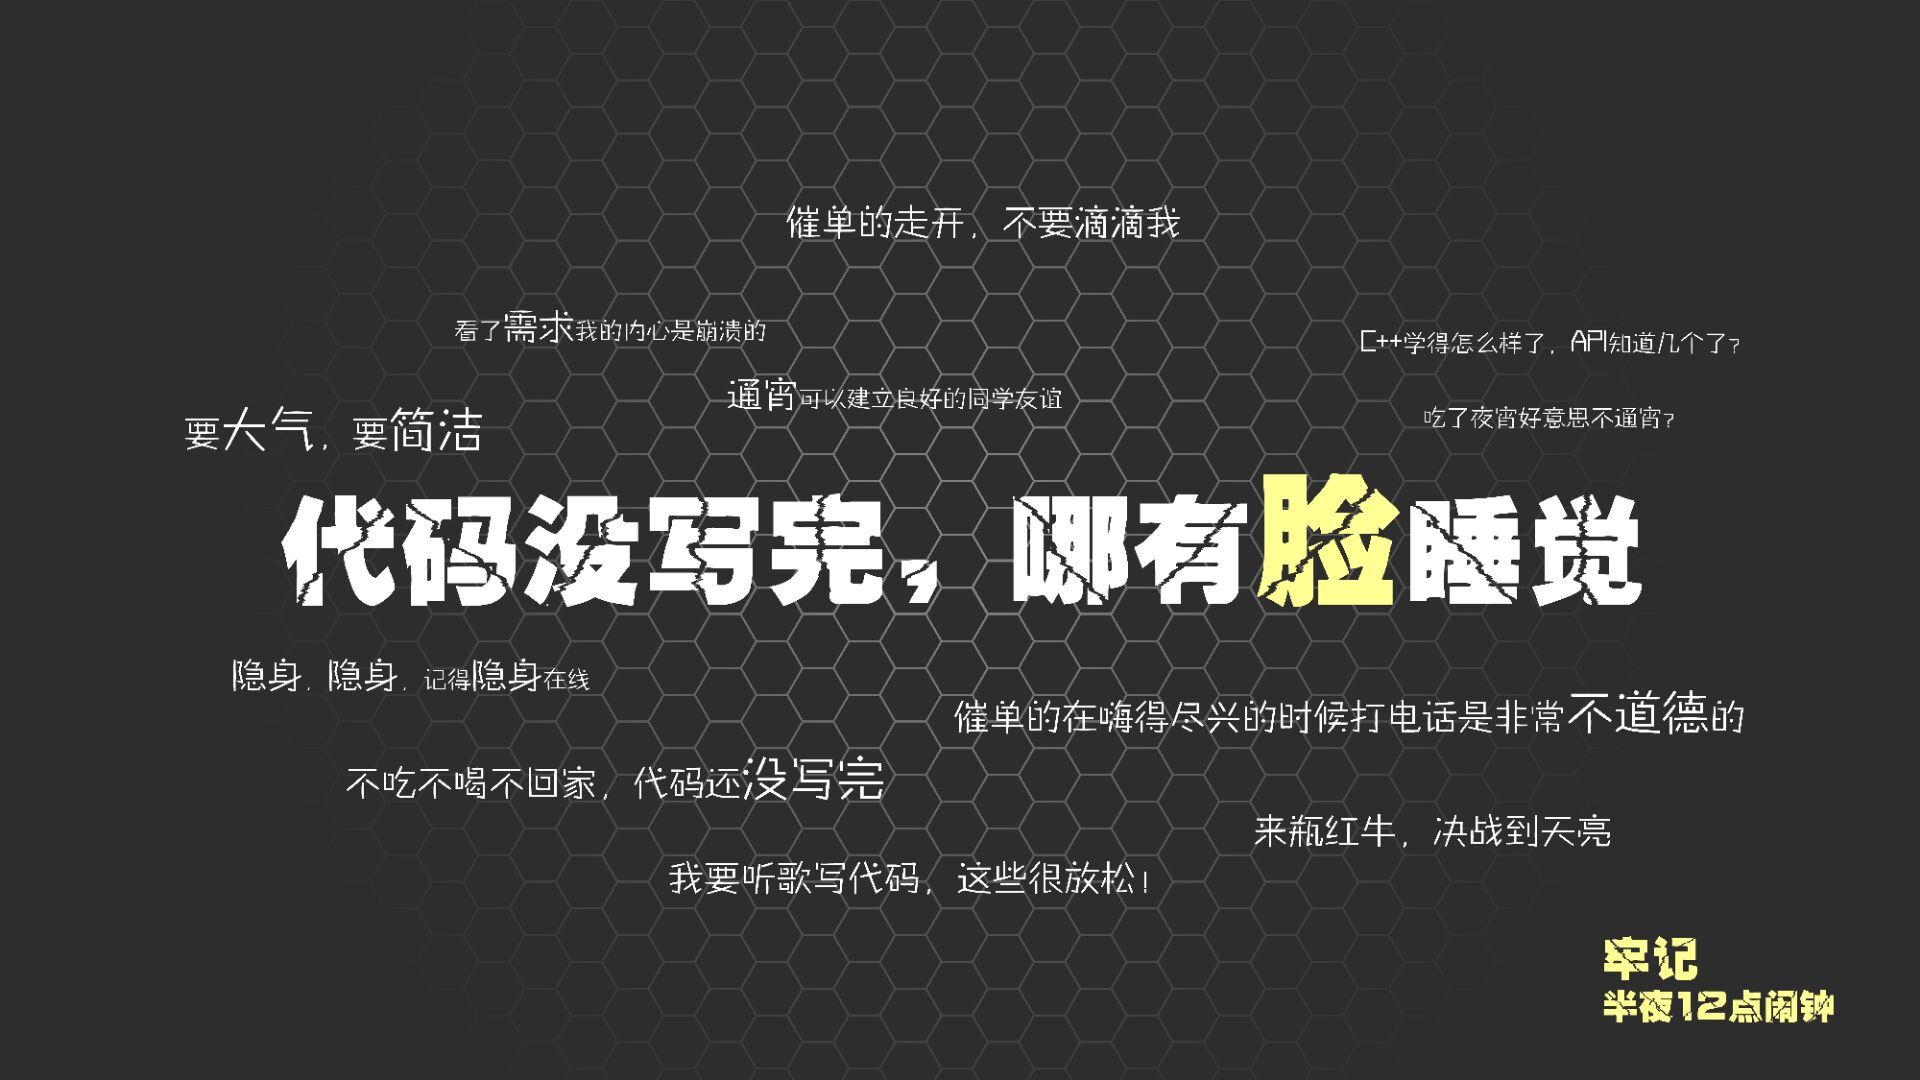 催单的走开，不要滴滴我
看了需求我的内心是崩溃的
C++学得怎么样了，API知道几个了？
通宵可以建立良好的同学友谊
要大气，要简洁
吃了夜宵好意思不通宵？
代码没写完，哪有脸睡觉
隐身，隐身，记得隐身在线
催单的在嗨得尽兴的时候打电话是非常不道德的
不吃不喝不回家，代码还没写完
来瓶红牛，决战到天亮
我要听歌写代码，这些很放松！
牢记
半夜12点闹钟